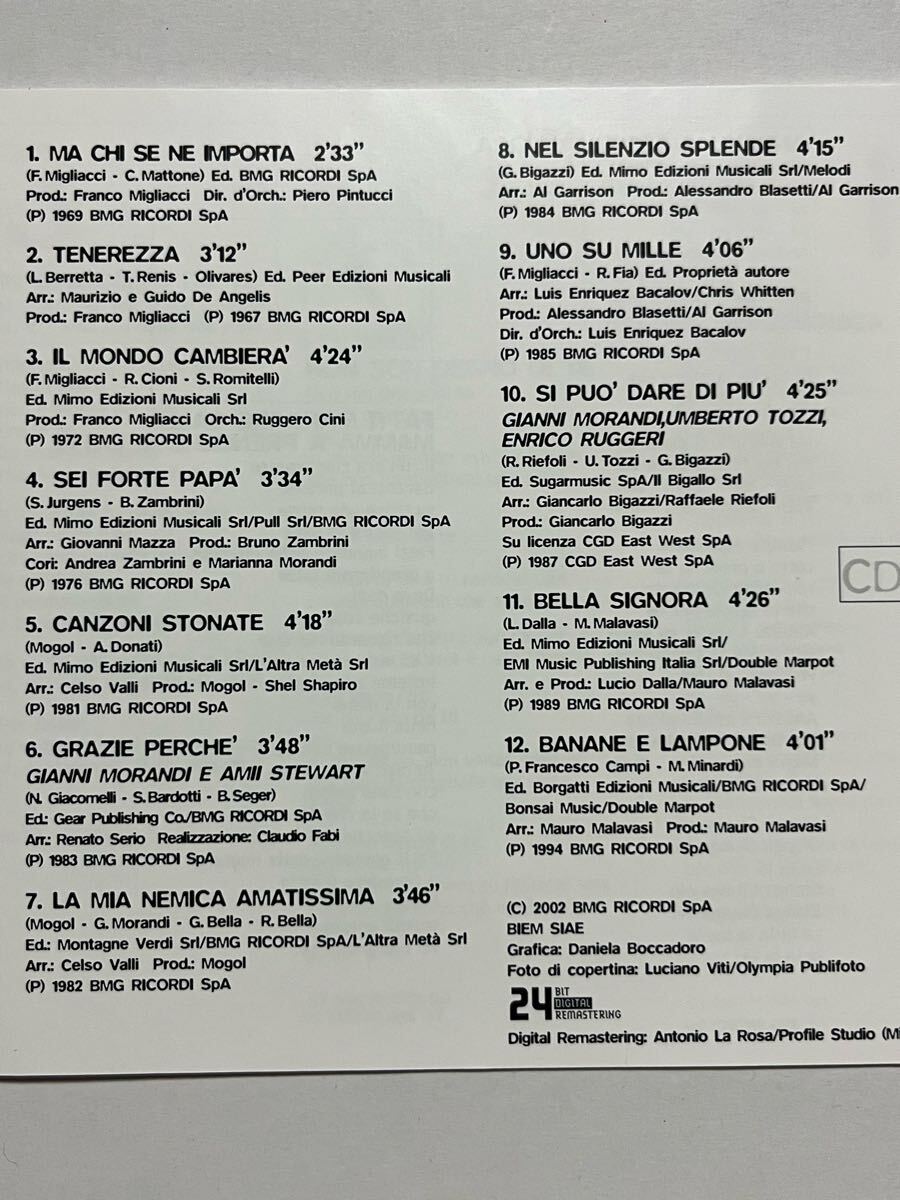 1. MA CHI SE NE IMPORTA 2'33"
(F. Migliacci - C. Mattone) Ed. BMG RICORDI SpA
Prod.: Franco Migliacci Dir. d'Orch.: Piero Pintucci
(P) 1969 BMG RICORDI SpA
2. TENEREZZA 3'12"
(L. Berretta - T. Renis - Olivares) Ed. Peer Edizioni Musicali
Arr.: Maurizio e Guido De Angelis
Prod.: Franco Migliacci (P) 1967 BMG RICORDI SpA
3. IL MONDO CAMBIERA' 4'24"
(F. Migliacci - R. Cioni - S. Romitelli)
Ed. Mimo Edizioni Musicali Srl
Prod.: Franco Migliacci Orch.: Ruggero Cini
(P) 1972 BMG RICORDI SpA
4. SEI FORTE PAPA' 3'34"
(S. Jurgens - B. Zambrini)
Ed. Mimo Edizioni Musicali Srl/Pull Srl/BMG RICORDI SpA
Arr.: Giovanni Mazza Prod.: Bruno Zambrini
Cori: Andrea Zambrini e Marianna Morandi
(P) 1976 BMG RICORDI SpA
5. CANZONI STONATE 4'18"
(Mogol - A. Donati)
Ed. Mimo Edizioni Musicali Srl/L'Altra Metà Srl
Arr.: Celso Valli Prod.: Mogol - Shel Shapiro
(P) 1981 BMG RICORDI SpA
6. GRAZIE PERCHE' 3'48"
GIANNI MORANDI E AMII STEWART
(N. Giacomelli - S. Bardotti - B. Seger)
Ed.: Gear Publishing Co./BMG RICORDI SpA
Arr.: Renato Serio Realizzazione: Claudio Fabi
(P) 1983 BMG RICORDI SpA
7. LA MIA NEMICA AMATISSIMA 3'46"
(Mogol - G. Morandi - G. Bella - R. Bella)
Ed.: Montagne Verdi Srl/BMG RICORDI SpA/L'Altra Metà Srl
Arr.: Celso Valli Prod.: Mogol
(P) 1982 BMG RICORDI SpA
8. NEL SILENZIO SPLENDE 4'15"
(G. Bigazzi) Ed. Mimo Edizioni Musicali Srl/Melodi
Arr.: Al Garrison Prod.: Alessandro Blasetti/Al Garrison
(P) 1984 BMG RICORDI SpA
9. UNO SU MILLE 4'06"
(F. Migliacci - R. Fia) Ed. Proprietà autore
Arr.: Luis Enriquez Bacalov/Chris Whitten
Prod.: Alessandro Blasetti/Al Garrison
Dir. d'Orch.: Luis Enriquez Bacalov
(P) 1985 BMG RICORDI SpA
10. SI PUO' DARE DI PIU' 4'25"
GIANNI MORANDI,UMBERTO TOZZI,
ENRICO RUGGERI
(R. Riefoli - U. Tozzi - G. Bigazzi)
Ed. Sugarmusic SpA/Il Bigallo Srl
Arr.: Giancarlo Bigazzi/Raffaele Riefoli
Prod.: Giancarlo Bigazzi
Su licenza CGD East West SpA
(P) 1987 CGD East West SpA
CD
11. BELLA SIGNORA 4'26"
(L. Dalla - M. Malavasi)
Ed. Mimo Edizioni Musicali Srl/
EMI Music Publishing Italia Srl/Double Marpot
Arr. e Prod.: Lucio Dalla/Mauro Malavasi
(P) 1989 BMG RICORDI SpA
12. BANANE E LAMPONE 4'01"
(P. Francesco Campi - M. Minardi)
Ed. Borgatti Edizioni Musicali/BMG RICORDI SpA/
Bonsai Music/Double Marpot
Arr.: Mauro Malavasi Prod.: Mauro Malavasi
(P) 1994 BMG RICORDI SpA
(C) 2002 BMG RICORDI SpA
BIEM SIAE
Grafica: Daniela Boccadoro
Foto di copertina: Luciano Viti/Olympia Publifoto
24 BIT
DIGITAL
REMASTERING
Digital Remastering: Antonio La Rosa/Profile Studio (Mi